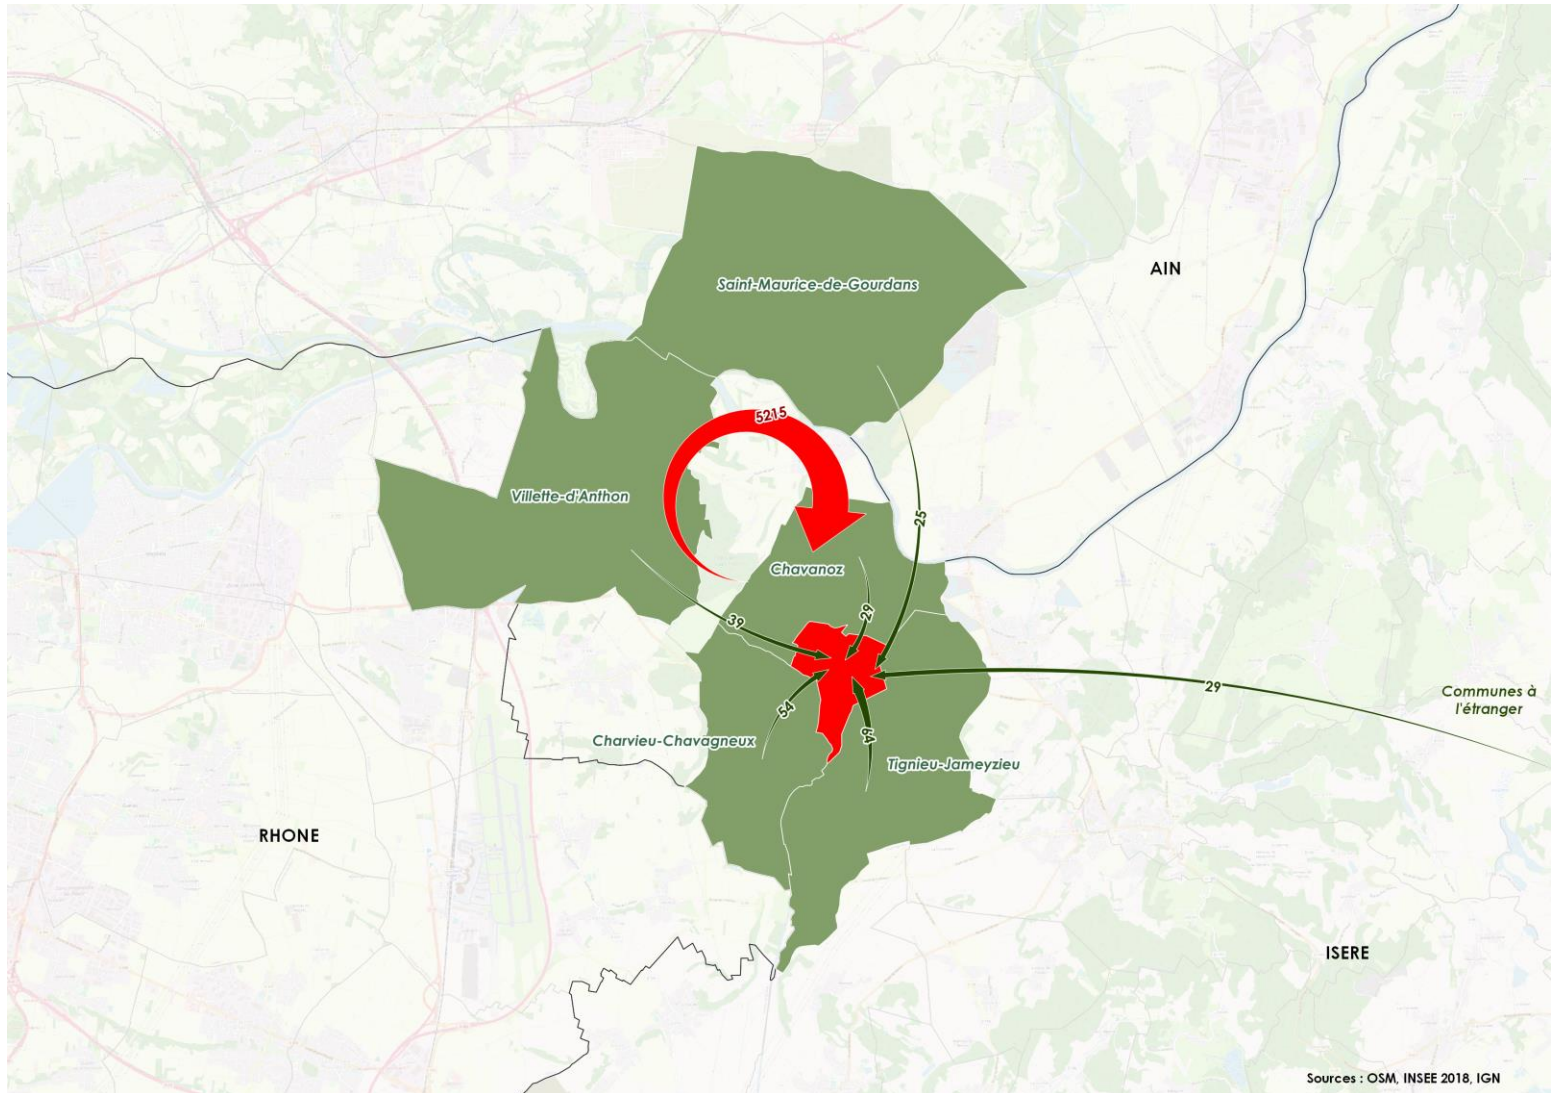 Saint-Maurice-de-Gourdans
AIN
5215
Villette-d'Anthon
25
Chavanoz
39
29
29
Communes à
l'étranger
54
Charvieu-Chavagneux
64
Tignieu-Jameyzieu
RHONE
ISERE
Sources : OSM, INSEE 2018, IGN